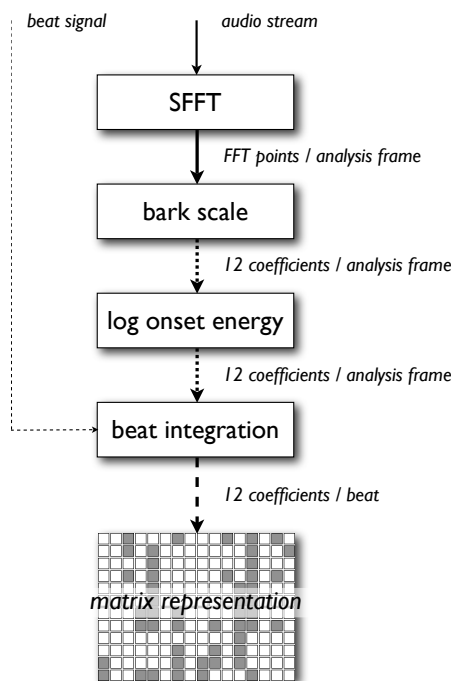 beat signal
audio stream
SFFT
FFT points / analysis frame
bark scale
12 coefficients / analysis frame
log onset energy
12 coefficients / analysis frame
beat integration
12 coefficients / beat
matrix representation